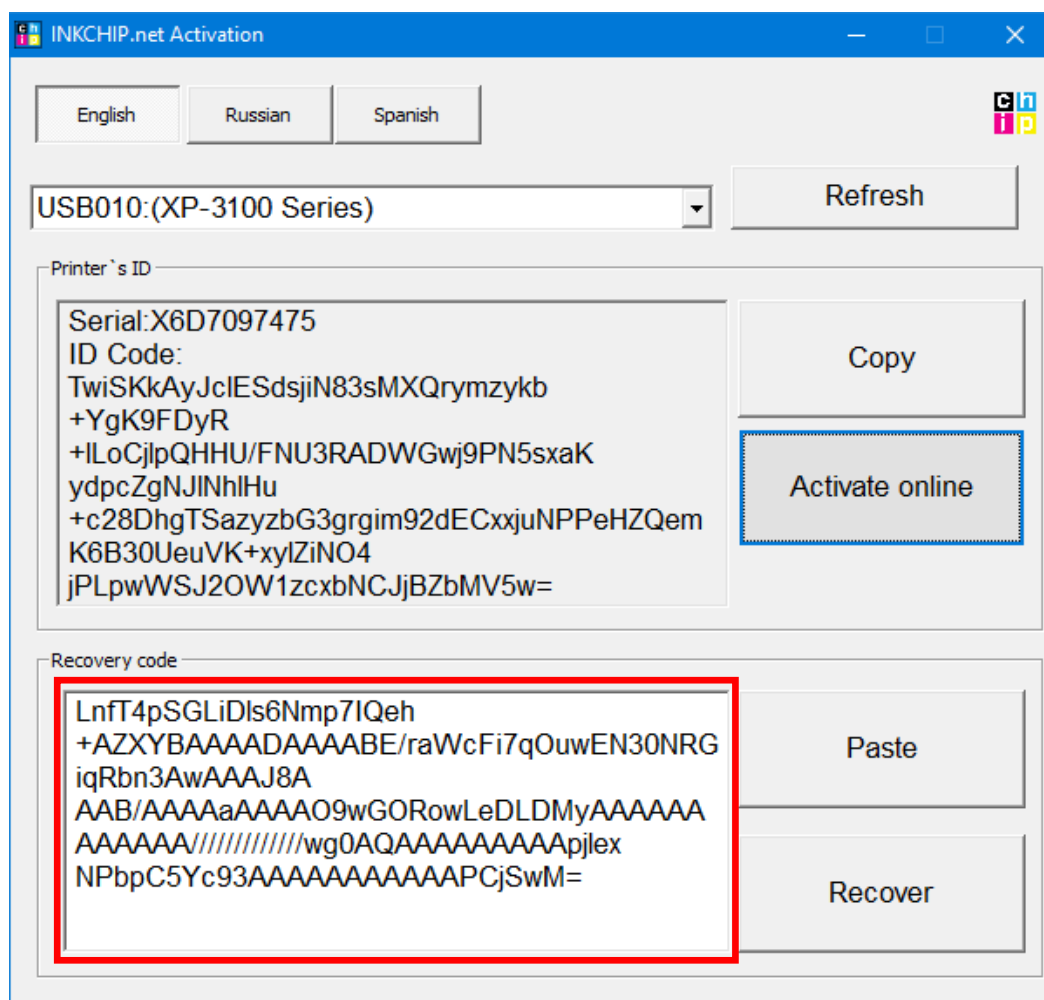 INKCHIP.net Activation
English
Russian
Spanish
c h
i p
USB010:(XP-3100 Series)
Refresh
Printer`s ID
Serial:X6D7097475
ID Code:
TwiSKkAyJclESdsjiN83sMXQrymzykb
+YgK9FDyR
+lLoCjlpQHHU/FNU3RADWGwj9PN5sxaK
ydpcZgNJlNhlHu
+c28DhgTSazyzbG3grgim92dECxxjuNPPeHZQem
K6B30UeuVK+xylZiNO4
jPLpwWSJ2OW1zcxbNCJjBZbMV5w=
Copy
Activate online
Recovery code
LnfT4pSGLiDls6Nmp7IQeh
+AZXYBAAAADAAAABE/raWcFi7qOuwEN30NRG
iqRbn3AwAAAJ8A
AAB/AAAAaAAAAO9wGORowLeDLDMyAAAAAA
AAAAAA/////////////wg0AQAAAAAAAAApjlex
NPbpC5Yc93AAAAAAAAAAAPCjSwM=
Paste
Recover